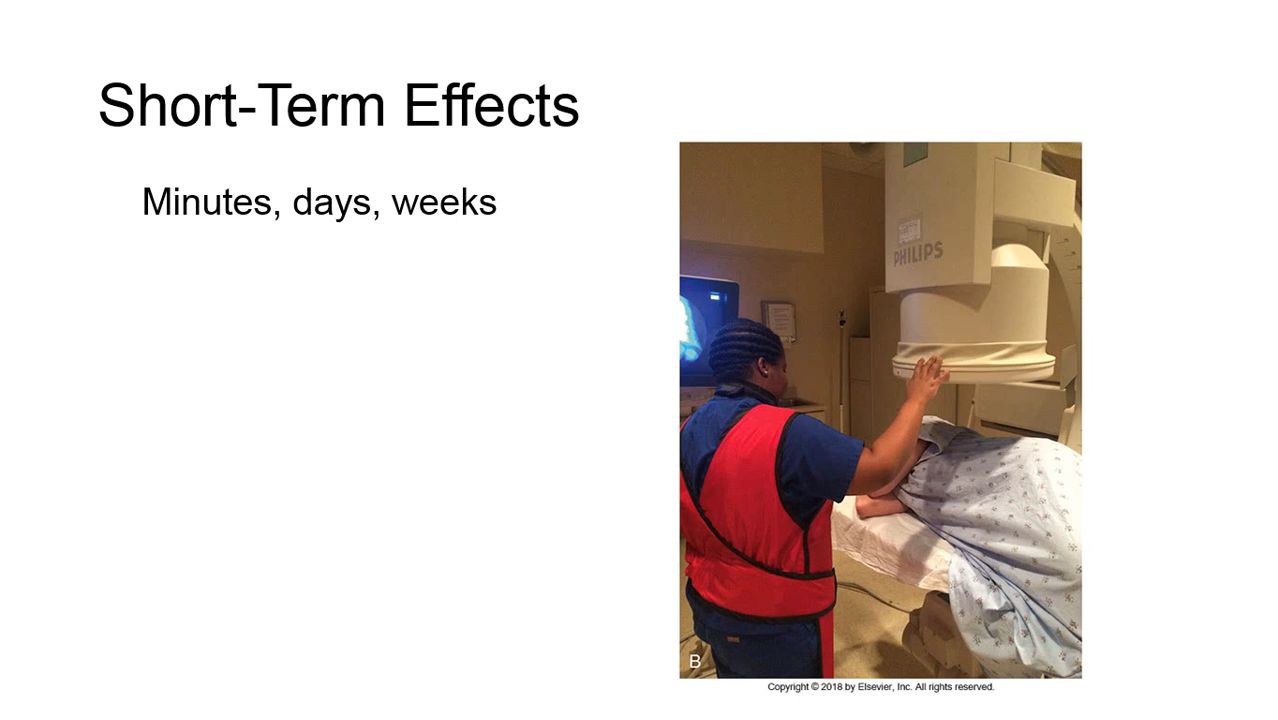 Short-Term Effects
Minutes, days, weeks
PHILIPS
B
Copyright © 2018 by Elsevier, Inc. All rights reserved.